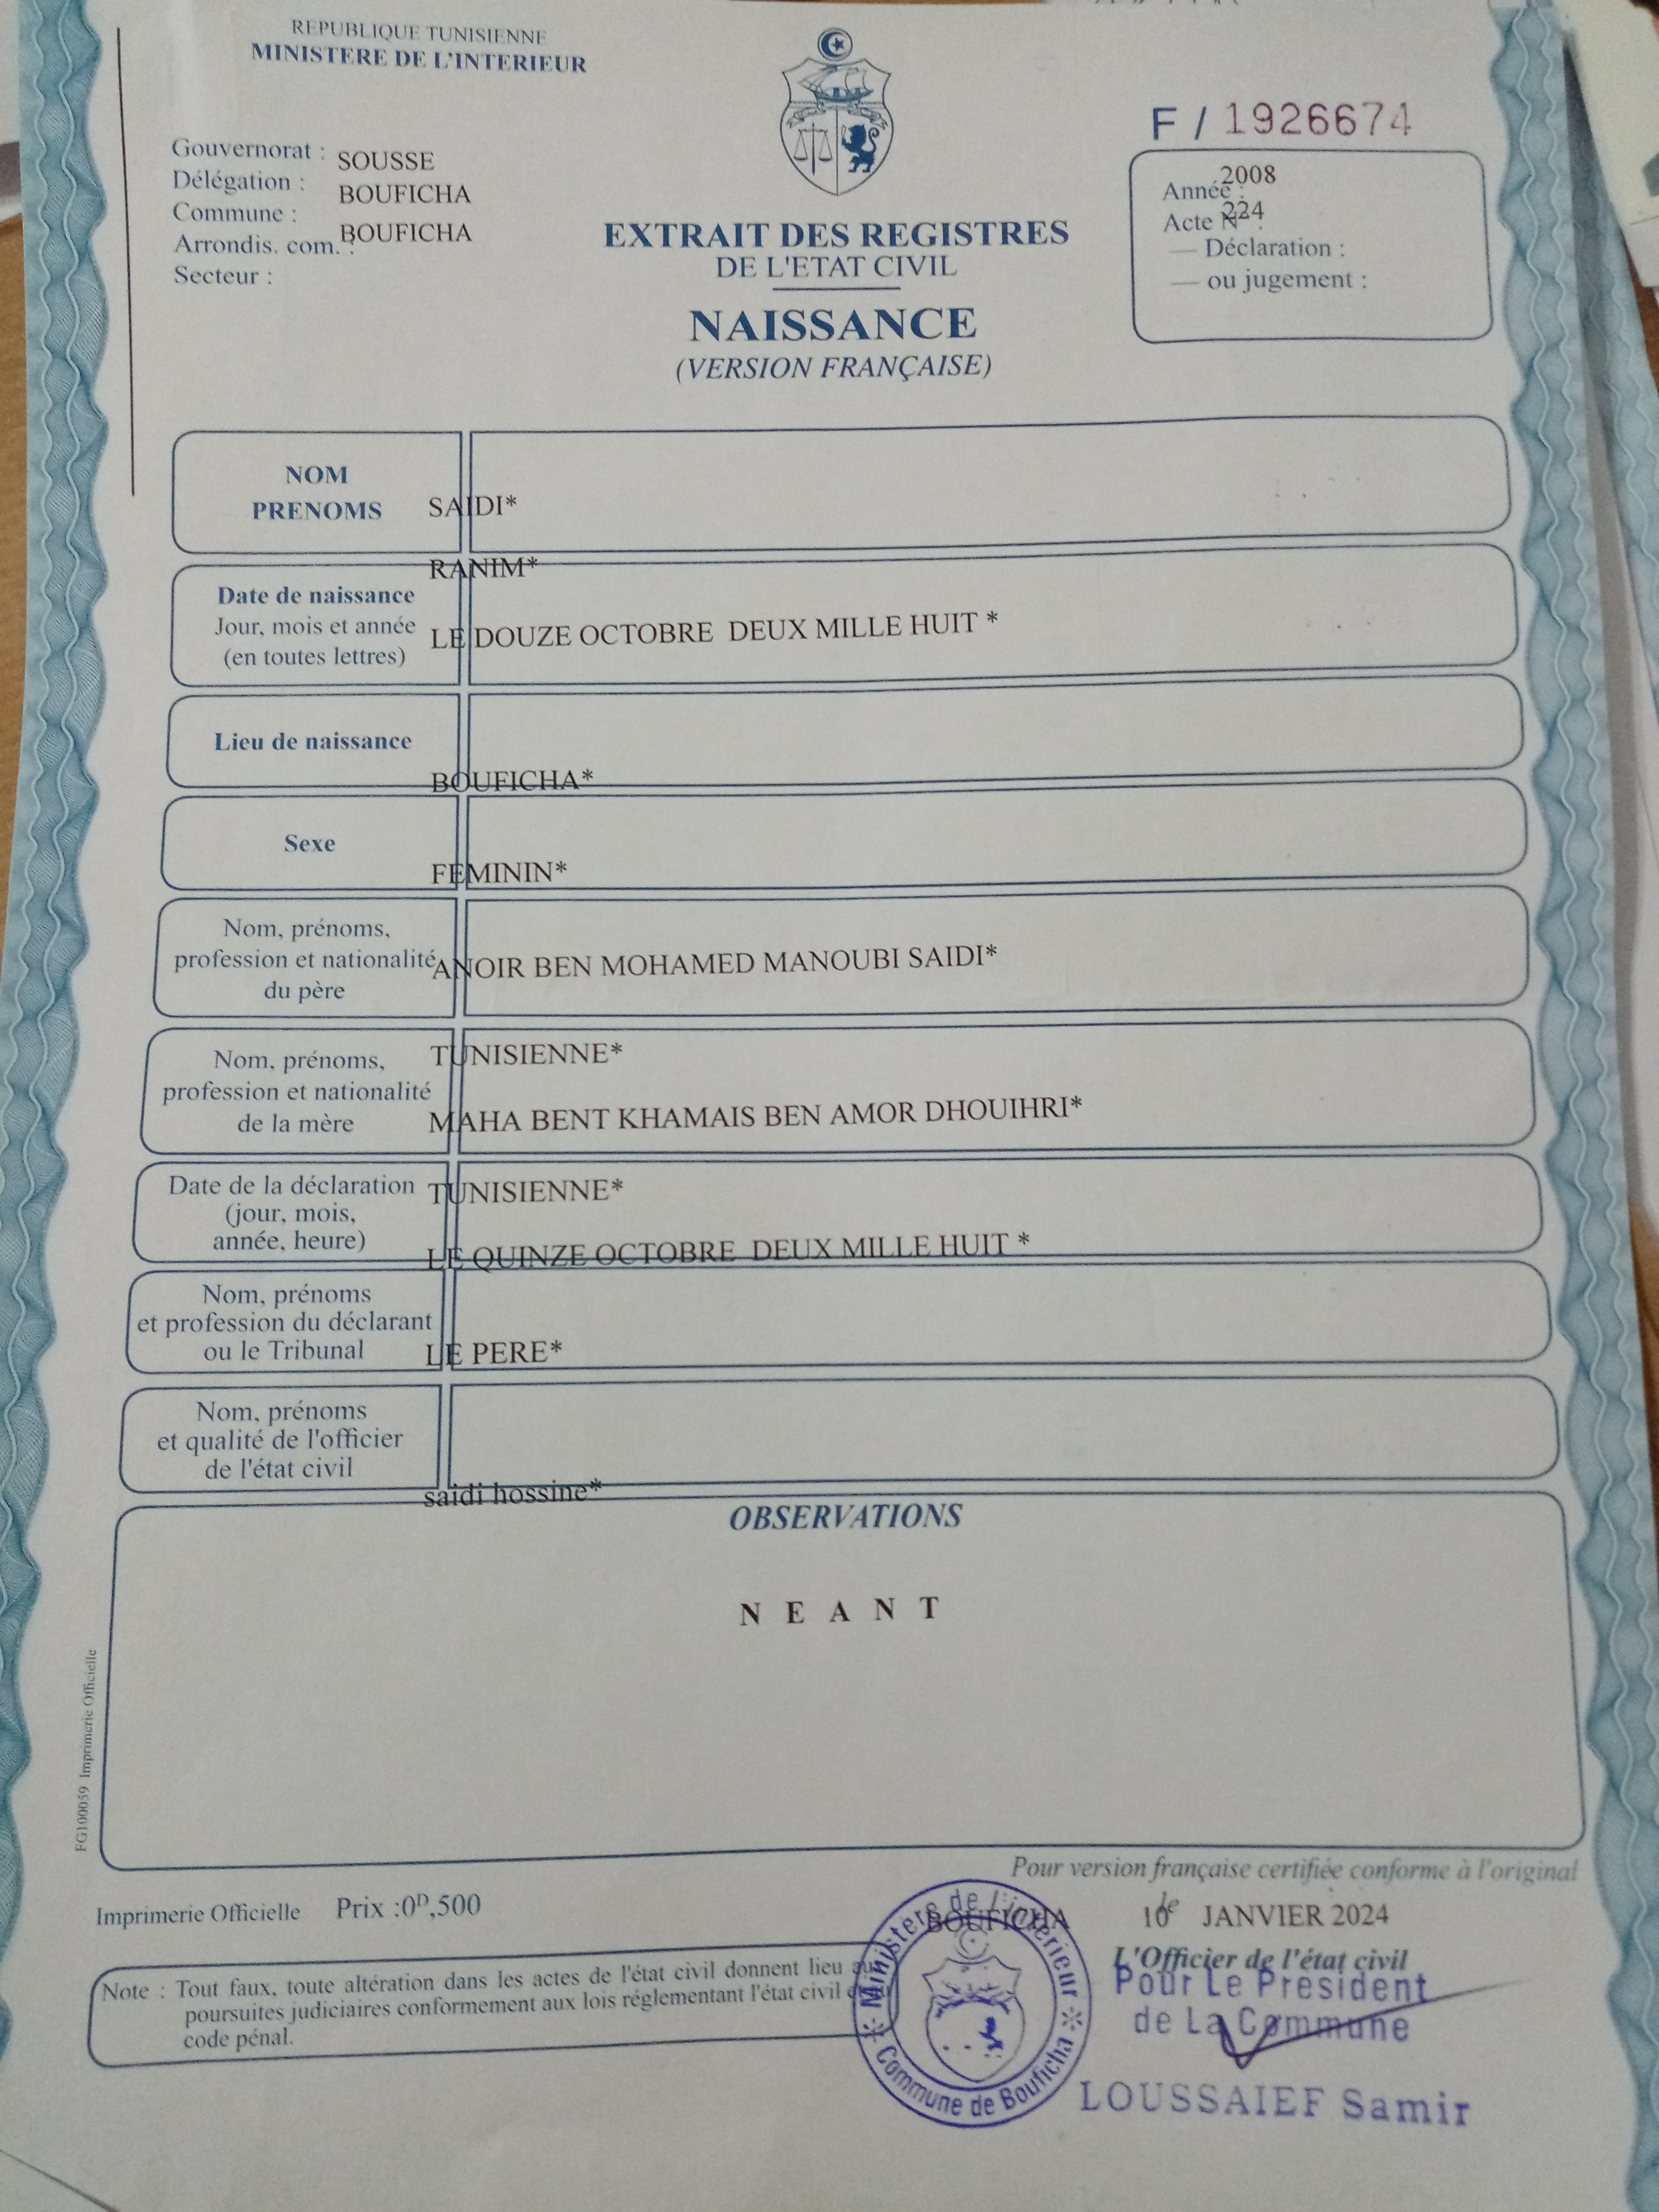 REPUBLIQUE TUNISIENNE
MINISTERE DE L'INTERIEUR
F / 1926674
Gouvernorat : SOUSSE
Délégation : BOUFICHA
Commune :
Arrondis. com. : BOUFICHA
Secteur :
Année : 2008
Acte N° : 224
— Déclaration :
— ou jugement :
EXTRAIT DES REGISTRES
DE L'ETAT CIVIL
NAISSANCE
(VERSION FRANÇAISE)
NOM
PRENOMS
SAIDI*
RANIM*
Date de naissance
Jour, mois et année
(en toutes lettres)
LE DOUZE OCTOBRE DEUX MILLE HUIT *
Lieu de naissance
BOUFICHA*
Sexe
FEMININ*
Nom, prénoms,
profession et nationalité
du père
ANOIR BEN MOHAMED MANOUBI SAIDI*
TUNISIENNE*
Nom, prénoms,
profession et nationalité
de la mère
MAHA BENT KHAMAIS BEN AMOR DHOUIHRI*
TUNISIENNE*
Date de la déclaration
(jour, mois,
année, heure)
LE QUINZE OCTOBRE DEUX MILLE HUIT *
Nom, prénoms
et profession du déclarant
ou le Tribunal
LE PERE*
Nom, prénoms
et qualité de l'officier
de l'état civil
saidi hossine*
OBSERVATIONS
N E A N T
FG100059 Imprimerie Officielle
Pour version française certifiée conforme à l'original
Imprimerie Officielle Prix :0D,500
BOUFICHA le 10 JANVIER 2024
L'Officier de l'état civil
Pour Le President
de La Commune
LOUSSAIEF Samir
Note : Tout faux, toute altération dans les actes de l'état civil donnent lieu
poursuites judiciaires conformement aux lois réglementant l'état civil
code pénal.
Ministere de l'interieur
Commune de Bouficha